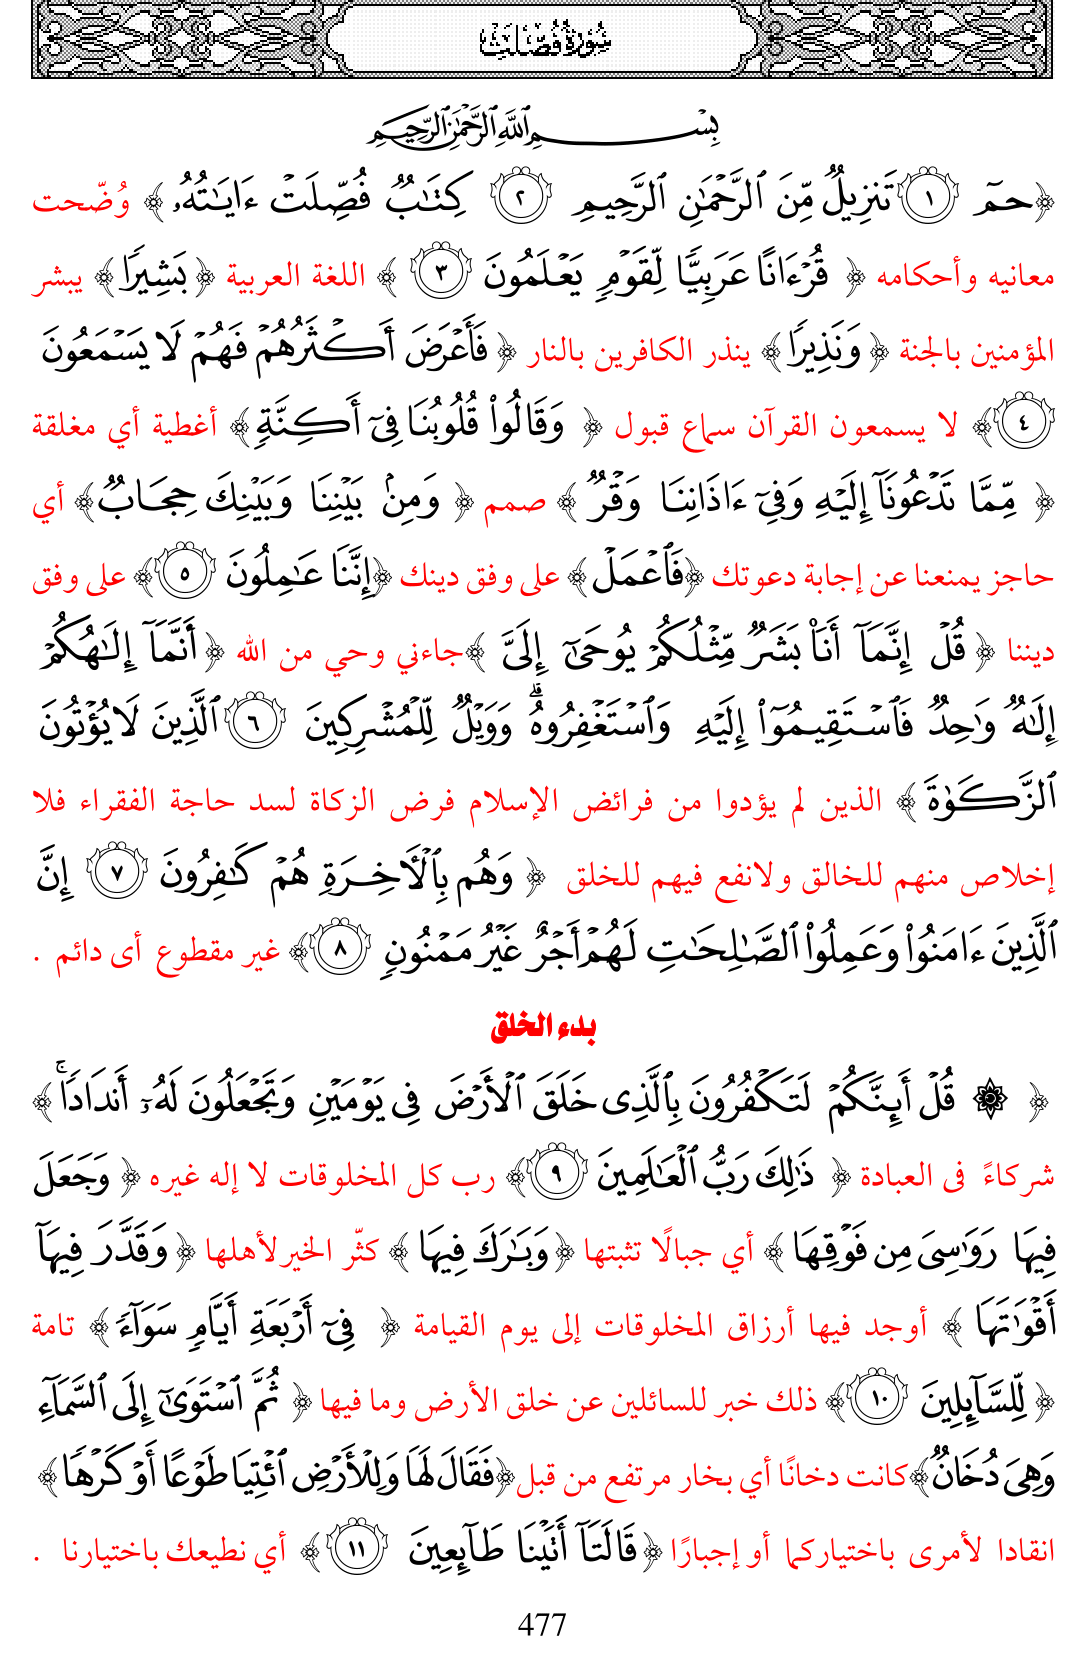 سُورَةُ فُصِّلَتْ
بِسْمِ ٱللَّهِ ٱلرَّحْمَٰنِ ٱلرَّحِيمِ
﴿حمٓ ١ تَنزِيلٌ مِّنَ ٱلرَّحْمَٰنِ ٱلرَّحِيمِ ٢ كِتَٰبٌ فُصِّلَتْ ءَايَٰتُهُۥ ﴾ وُضّحت
معانيه وأحكامه ﴿ قُرْءَانًا عَرَبِيًّا لِّقَوْمٍ يَعْلَمُونَ ٣ ﴾ اللغة العربية ﴿ بَشِيرًا﴾ يبشر
المؤمنين بالجنة ﴿ وَنَذِيرًا﴾ ينذر الكافرين بالنار ﴿ فَأَعْرَضَ أَكْثَرُهُمْ فَهُمْ لَا يَسْمَعُونَ
٤ ﴾ لا يسمعون القرآن سماع قبول ﴿ وَقَالُوا۟ قُلُوبُنَا فِىٓ أَكِنَّةٍ﴾ أغطية أي مغلقة
﴿ مِّمَّا تَدْعُونَآ إِلَيْهِ وَفِىٓ ءَاذَانِنَا وَقْرٌ ﴾ صمم ﴿ وَمِنۢ بَيْنِنَا وَبَيْنِكَ حِجَابٌ﴾ أي
حاجز يمنعنا عن إجابة دعوتك ﴿فَٱعْمَلْ﴾ على وفق دينك ﴿إِنَّنَا عَٰمِلُونَ ٥ ﴾ على وفق
ديننا ﴿ قُلْ إِنَّمَآ أَنَا۠ بَشَرٌ مِّثْلُكُمْ يُوحَىٰٓ إِلَىَّ ﴾جاءني وحي من الله ﴿ أَنَّمَآ إِلَٰهُكُمْ
إِلَٰهٌ وَٰحِدٌ فَٱسْتَقِيمُوٓا۟ إِلَيْهِ وَٱسْتَغْفِرُوهُ ۗ وَوَيْلٌ لِّلْمُشْرِكِينَ ٦ ٱلَّذِينَ لَا يُؤْتُونَ
ٱلزَّكَوٰةَ ﴾ الذين لم يؤدوا من فرائض الإسلام فرض الزكاة لسد حاجة الفقراء فلا
إخلاص منهم للخالق ولانفع فيهم للخلق ﴿ وَهُم بِٱلْءَاخِرَةِ هُمْ كَٰفِرُونَ ٧ إِنَّ
ٱلَّذِينَ ءَامَنُوا۟ وَعَمِلُوا۟ ٱلصَّٰلِحَٰتِ لَهُمْ أَجْرٌ غَيْرُ مَمْنُونٍ ٨ ﴾ غير مقطوع أى دائم .
بدء الخلق
﴿ ۞ قُلْ أَئِنَّكُمْ لَتَكْفُرُونَ بِٱلَّذِى خَلَقَ ٱلْأَرْضَ فِى يَوْمَيْنِ وَتَجْعَلُونَ لَهُۥٓ أَندَادًا ۚ ﴾
شركاءً فى العبادة ﴿ ذَٰلِكَ رَبُّ ٱلْعَٰلَمِينَ ٩ ﴾ رب كل المخلوقات لا إله غيره ﴿ وَجَعَلَ
فِيهَا رَوَٰسِىَ مِن فَوْقِهَا ﴾ أي جبالًا تثبتها ﴿وَبَٰرَكَ فِيهَا ﴾ كثّر الخير لأهلها ﴿ وَقَدَّرَ فِيهَآ
أَقْوَٰتَهَا ﴾ أوجد فيها أرزاق المخلوقات إلى يوم القيامة ﴿ فِىٓ أَرْبَعَةِ أَيَّامٍ سَوَآءً ﴾ تامة
﴿ لِّلسَّآئِلِينَ ١٠ ﴾ ذلك خبر للسائلين عن خلق الأرض وما فيها ﴿ ثُمَّ ٱسْتَوَىٰٓ إِلَى ٱلسَّمَآءِ
وَهِىَ دُخَانٌ﴾كانت دخانًا أي بخار مرتفع من قبل﴿فَقَالَ لَهَا وَلِلْأَرْضِ ٱئْتِيَا طَوْعًا أَوْ كَرْهًا ﴾
انقادا لأمرى باختياركما أو إجبارًا ﴿قَالَتَآ أَتَيْنَا طَآئِعِينَ ١١ ﴾ أي نطيعك باختيارنا .
477